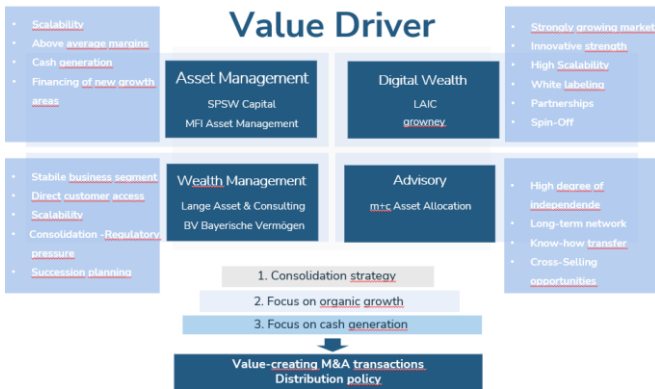 Value Driver
Scalability
Above average margins
Cash generation
Financing of new growth
areas
Asset Management
SPSW Capital
MFI Asset Management
Digital Wealth
LAIC
growney
Strongly growing market
Innovative strength
High Scalability
White labeling
Partnerships
Spin-Off
Stabile business segment
Direct customer access
Scalability
Consolidation -Regulatory
pressure
Succession planning
Wealth Management
Lange Asset & Consulting
BV Bayerische Vermögen
Advisory
m+c Asset Allocation
High degree of
independende
Long-term network
Know-how transfer
Cross-Selling
opportunities
1. Consolidation strategy
2. Focus on organic growth
3. Focus on cash generation
Value-creating M&A transactions
Distribution policy